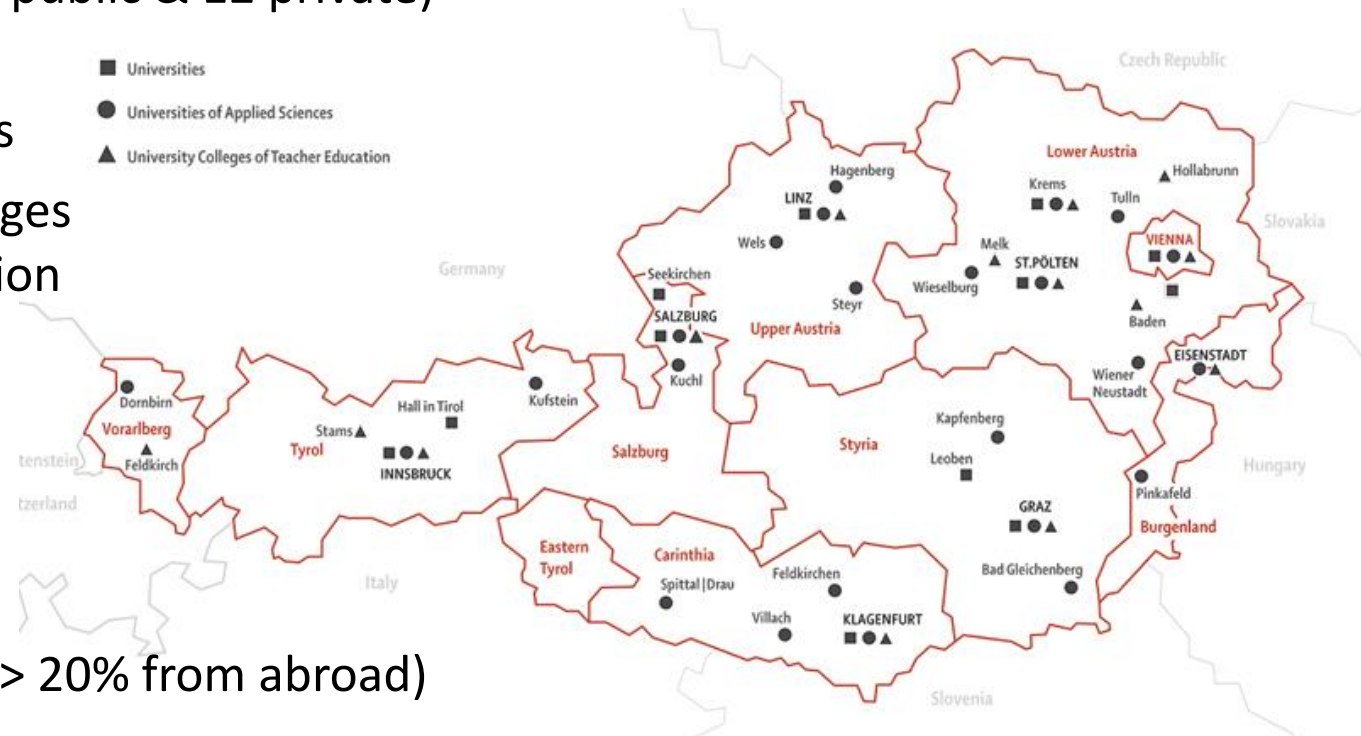 public & 12 private)
Universities
Universities of Applied Sciences
University Colleges of Teacher Education
s
ges
ion
> 20% from abroad)
Czech Republic
Lower Austria
Hollabrunn
Hagenberg
LINZ
Krems
Tulln
Slovakia
VIENNA
Wels
Melk
ST.PÖLTEN
Germany
Seekirchen
Wieselburg
Steyr
Baden
SALZBURG
Upper Austria
EISENSTADT
Kuchl
Wiener
Neustadt
Dornbirn
Kufstein
Hall in Tirol
Vorarlberg
Stams
Tyrol
Kapfenberg
Styria
Salzburg
Leoben
tenstein
Feldkirch
INNSBRUCK
Hungary
Pinkafeld
tzerland
GRAZ
Burgenland
Eastern
Tyrol
Carinthia
Italy
Spittal|Drau
Feldkirchen
Bad Gleichenberg
Villach
KLAGENFURT
Slovenia